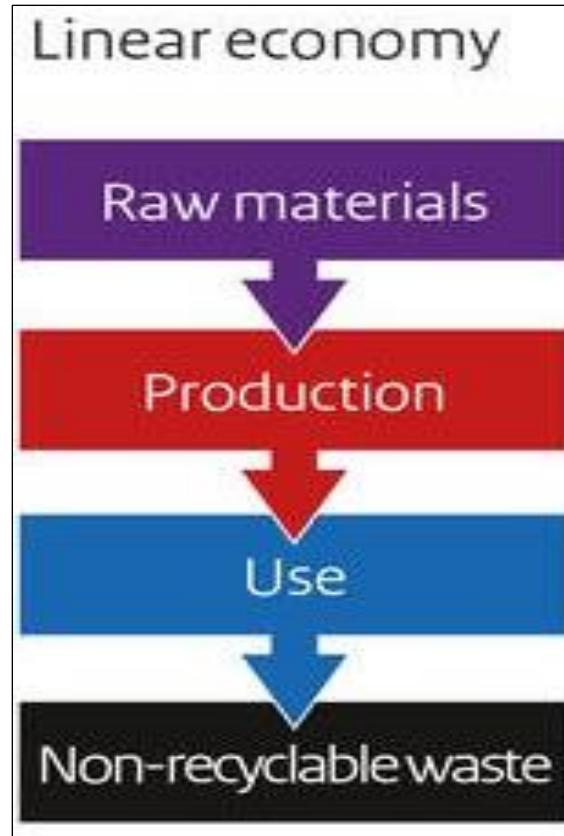 Linear economy
Raw materials
Production
Use
Non-recyclable waste